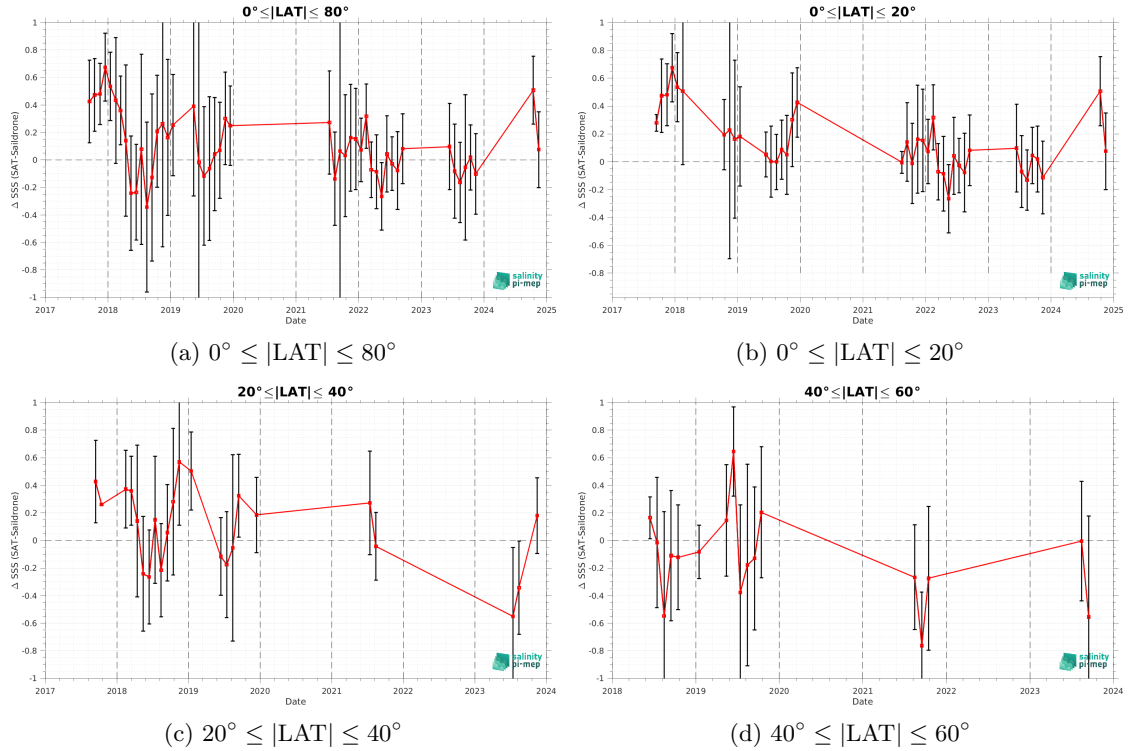 0°≤|LAT|≤ 80°
Δ SSS (SAT-Saildrone)
1
0.8
0.6
0.4
0.2
0
-0.2
-0.4
-0.6
-0.8
-1
2017 2018 2019 2020 2021 2022 2023 2024 2025
Date
salinity
pi-mep
(a) 0° ≤ |LAT| ≤ 80°
0°≤|LAT|≤ 20°
Δ SSS (SAT-Saildrone)
1
0.8
0.6
0.4
0.2
0
-0.2
-0.4
-0.6
-0.8
2017 2018 2019 2020 2021 2022 2023 2024 2025
Date
salinity
pi-mep
(b) 0° ≤ |LAT| ≤ 20°
20°≤|LAT|≤ 40°
Δ SSS (SAT-Saildrone)
1
0.8
0.6
0.4
0.2
0
-0.2
-0.4
-0.6
-0.8
-1
2017 2018 2019 2020 2021 2022 2023 2024
Date
salinity
pi-mep
(c) 20° ≤ |LAT| ≤ 40°
40°≤|LAT|≤ 60°
Δ SSS (SAT-Saildrone)
1
0.8
0.6
0.4
0.2
0
-0.2
-0.4
-0.6
-0.8
-1
2018 2019 2020 2021 2022 2023 2024
Date
salinity
pi-mep
(d) 40° ≤ |LAT| ≤ 60°